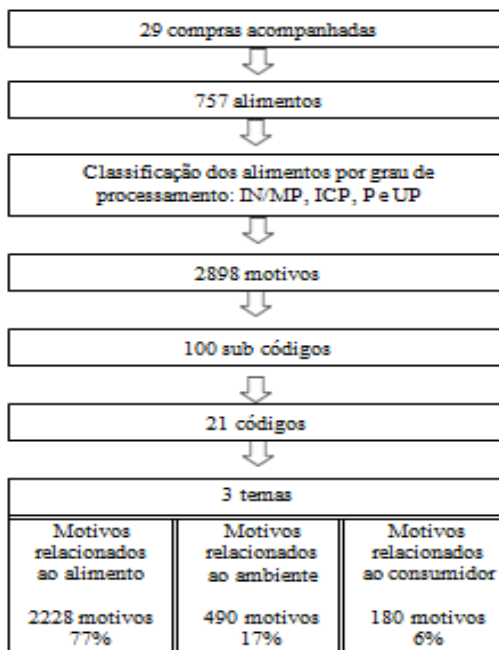 29 compras acompanhadas
757 alimentos
Classificação dos alimentos por grau de
processamento: IN/MP, ICP, P e UP
2898 motivos
100 sub códigos
21 códigos
3 temas
Motivos
relacionados
ao alimento
2228 motivos
77%
Motivos
relacionados
ao ambiente
490 motivos
17%
Motivos
relacionados
ao consumidor
180 motivos
6%